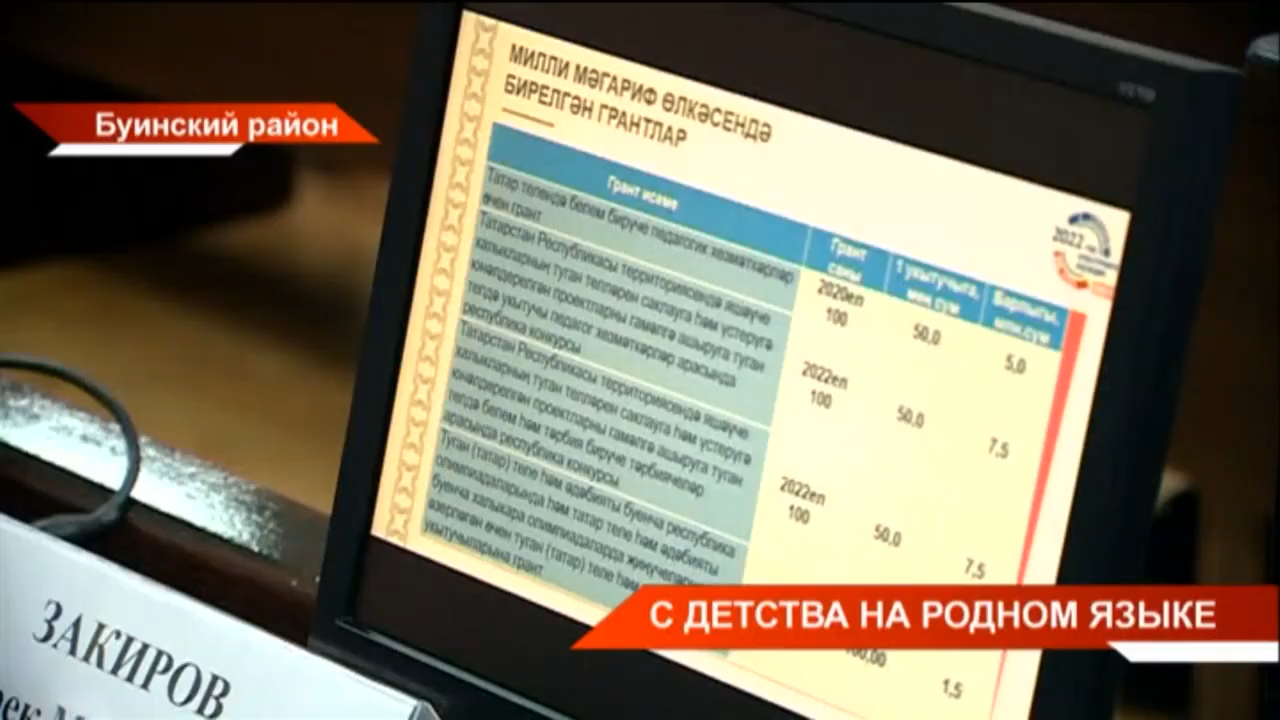 Буинский район
МИЛЛИ МӘГАРИФ ӨЛКӘСЕНДӘ
БИРЕЛГӘН ГРАНТЛАР
Грант исеме
Грант
саны
1 укытучыга,
мең сум
Барлыгы,
млн.сум
Татар телендә белем бирүче педагогик хезмәткәрләр
өчен грант
2020ел
100
50,0
5,0
Татарстан Республикасы территориясендә яшәүче
халыкларның туган телләрен саклауга һәм үстерүгә
юнәлдерелгән проектларны гамәлгә ашыруга туган
телдә укытучы педагог хезмәткәрләр арасында
республика конкурсы
2022ел
100
50,0
7,5
Татарстан Республикасы территориясендә яшәүче
халыкларның туган телләрен саклауга һәм үстерүгә
юнәлдерелгән проектларны гамәлгә ашыруга туган
телдә белем һәм тәрбия бирүче тәрбиячеләр
арасында республика конкурсы
2022ел
100
50,0
7,5
Туган (татар) теле һәм әдәбияты буенча республика
олимпиадаларында һәм татар теле һәм әдәбияты
буенча халыкара олимпиадаларда җиңүчеләрне
әзерләгән өчен туган (татар) теле һәм
укытучыларына грант
1,5
2022
С ДЕТСТВА НА РОДНОМ ЯЗЫКЕ
ЗАКИРОВ